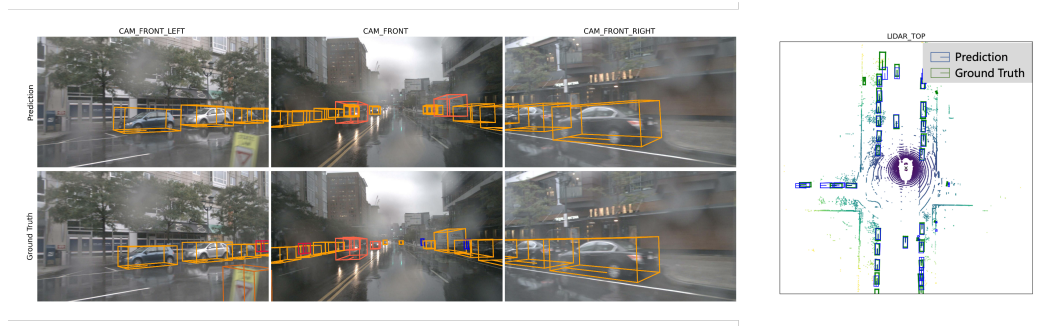 CAM_FRONT_LEFT
CAM_FRONT
CAM_FRONT_RIGHT
LIDAR_TOP
Prediction
Ground Truth
Prediction
Ground Truth